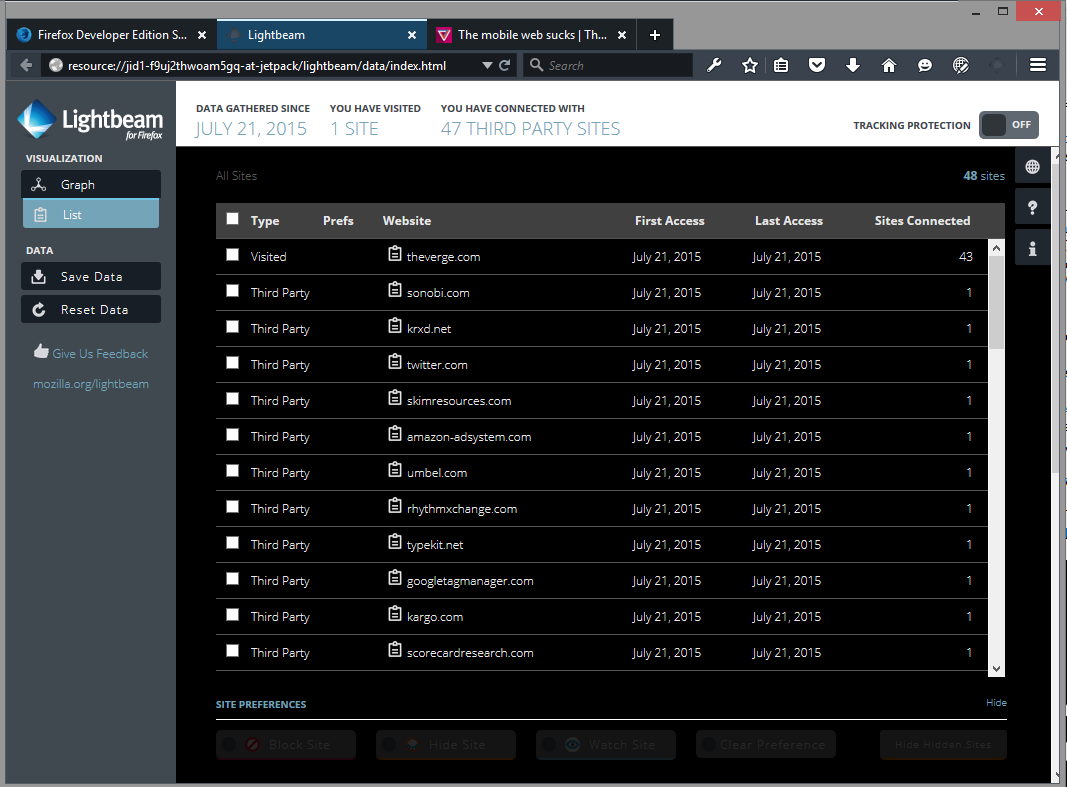 Firefox Developer Edition S...
Lightbeam
The mobile web sucks | Th...
resource://jid1-f9uj2thwoam5gq-at-jetpack/lightbeam/data/index.html
Search
Lightbeam
for Firefox
DATA GATHERED SINCE YOU HAVE VISITED YOU HAVE CONNECTED WITH
JULY 21, 2015 1 SITE 47 THIRD PARTY SITES
TRACKING PROTECTION OFF
VISUALIZATION
Graph
List
DATA
Save Data
Reset Data
Give Us Feedback
mozilla.org/lightbeam
All Sites 48 sites
Type Prefs Website First Access Last Access Sites Connected
Visited theverge.com July 21, 2015 July 21, 2015 43
Third Party sonobi.com July 21, 2015 July 21, 2015 1
Third Party krxd.net July 21, 2015 July 21, 2015 1
Third Party twitter.com July 21, 2015 July 21, 2015 1
Third Party skimresources.com July 21, 2015 July 21, 2015 1
Third Party amazon-adsystem.com July 21, 2015 July 21, 2015 1
Third Party umbel.com July 21, 2015 July 21, 2015 1
Third Party rhythmxchange.com July 21, 2015 July 21, 2015 1
Third Party typekit.net July 21, 2015 July 21, 2015 1
Third Party googletagmanager.com July 21, 2015 July 21, 2015 1
Third Party kargo.com July 21, 2015 July 21, 2015 1
Third Party scorecardresearch.com July 21, 2015 July 21, 2015 1
SITE PREFERENCES Hide
Block Site Hide Site Watch Site Clear Preference Hide Hidden Sites